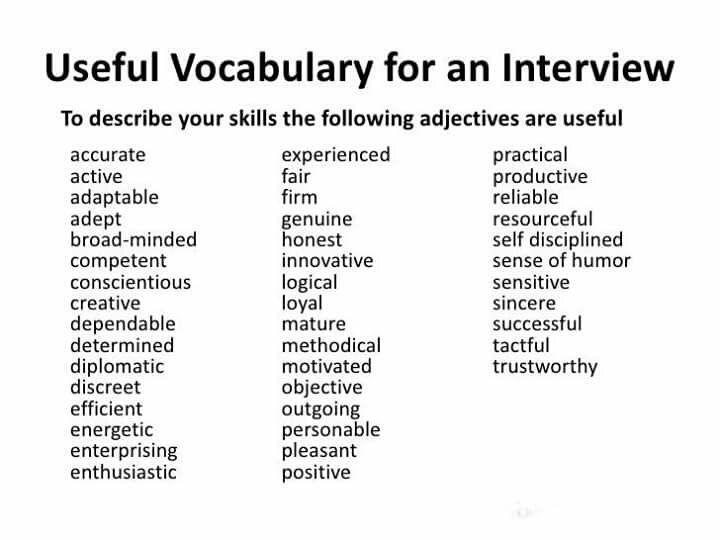 Useful Vocabulary for an Interview
To describe your skills the following adjectives are useful
accurate
active
adaptable
adept
broad-minded
competent
conscientious
creative
dependable
determined
diplomatic
discreet
efficient
energetic
enterprising
enthusiastic
experienced
fair
firm
genuine
honest
innovative
logical
loyal
mature
methodical
motivated
objective
outgoing
personable
pleasant
positive
practical
productive
reliable
resourceful
self disciplined
sense of humor
sensitive
sincere
successful
tactful
trustworthy